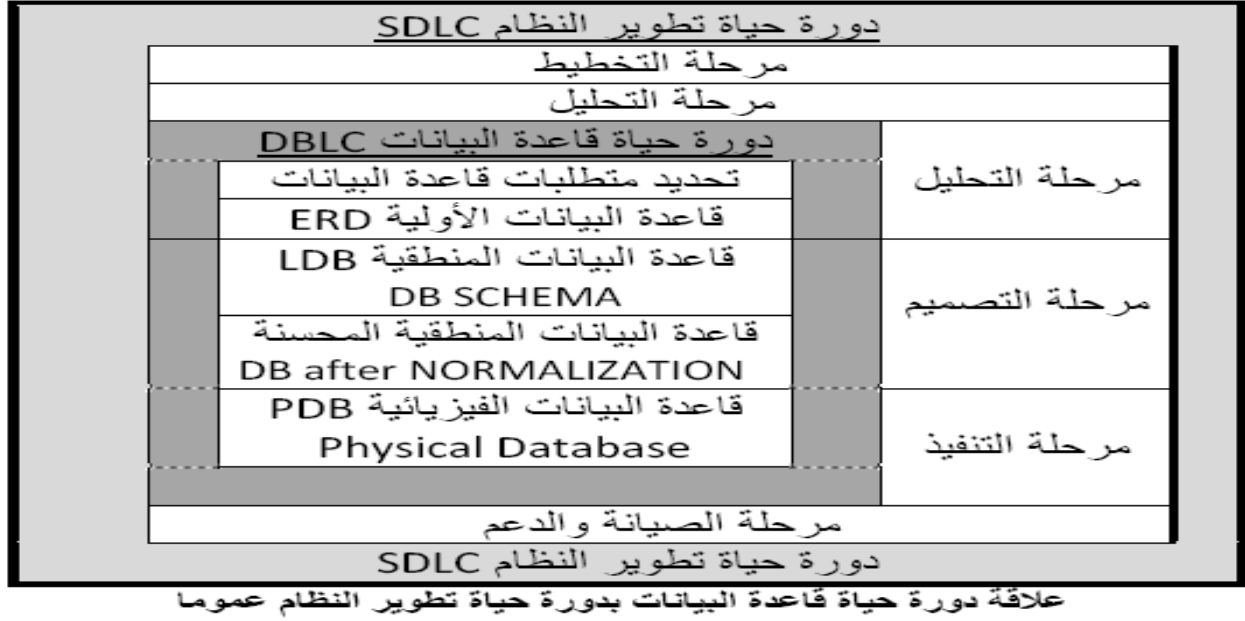 دورة حياة تطوير النظام SDLC
مرحلة التخطيط
مرحلة التحليل
مرحلة التحليل
دورة حياة قاعدة البيانات DBLC
تحديد متطلبات قاعدة البيانات
قاعدة البيانات الأولية ERD
مرحلة التصميم
قاعدة البيانات المنطقية LDB
DB SCHEMA
قاعدة البيانات المنطقية المحسنة
DB after NORMALIZATION
مرحلة التنفيذ
قاعدة البيانات الفيزيائية PDB
Physical Database
مرحلة الصيانة والدعم
دورة حياة تطوير النظام SDLC
علاقة دورة حياة قاعدة البيانات بدورة حياة تطوير النظام عموما